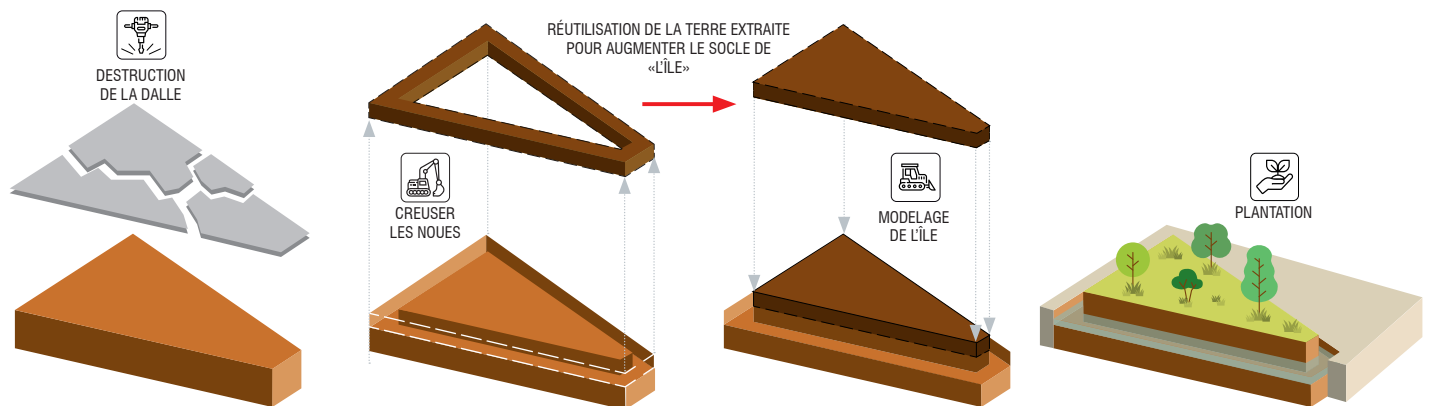 DESTRUCTION
DE LA DALLE
RÉUTILISATION DE LA TERRE EXTRAITE
POUR AUGMENTER LE SOCLE DE
«L'ÎLE»
CREUSER
LES NOUES
MODELAGE
DE L'ÎLE
PLANTATION